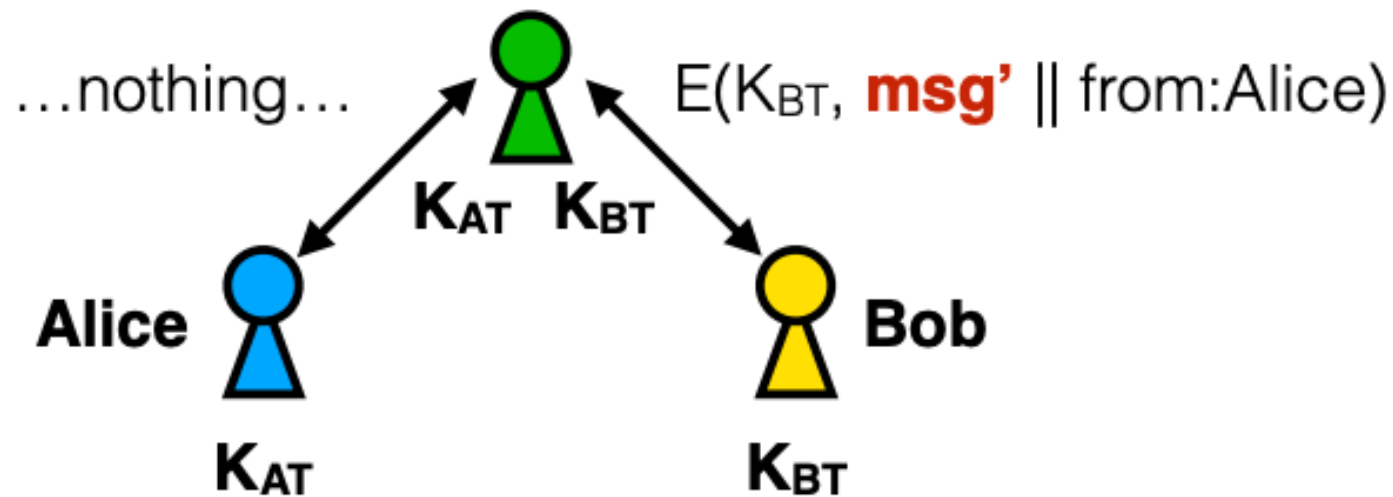 …nothing…
E(KBT, msg’ || from:Alice)
KAT KBT
Alice
Bob
KAT
KBT